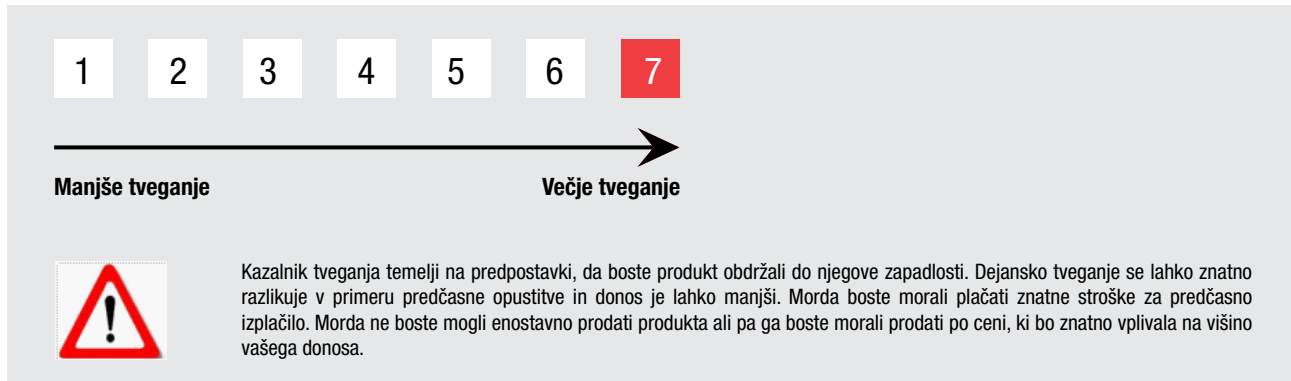 1 2 3 4 5 6 7
Manjše tveganje Večje tveganje
Kazalnik tveganja temelji na predpostavki, da boste produkt obdržali do njegove zapadlosti. Dejansko tveganje se lahko znatno
razlikuje v primeru predčasne opustitve in donos je lahko manjši. Morda boste morali plačati znatne stroške za predčasno
izplačilo. Morda ne boste mogli enostavno prodati produkta ali pa ga boste morali prodati po ceni, ki bo znatno vplivala na višino
vašega donosa.